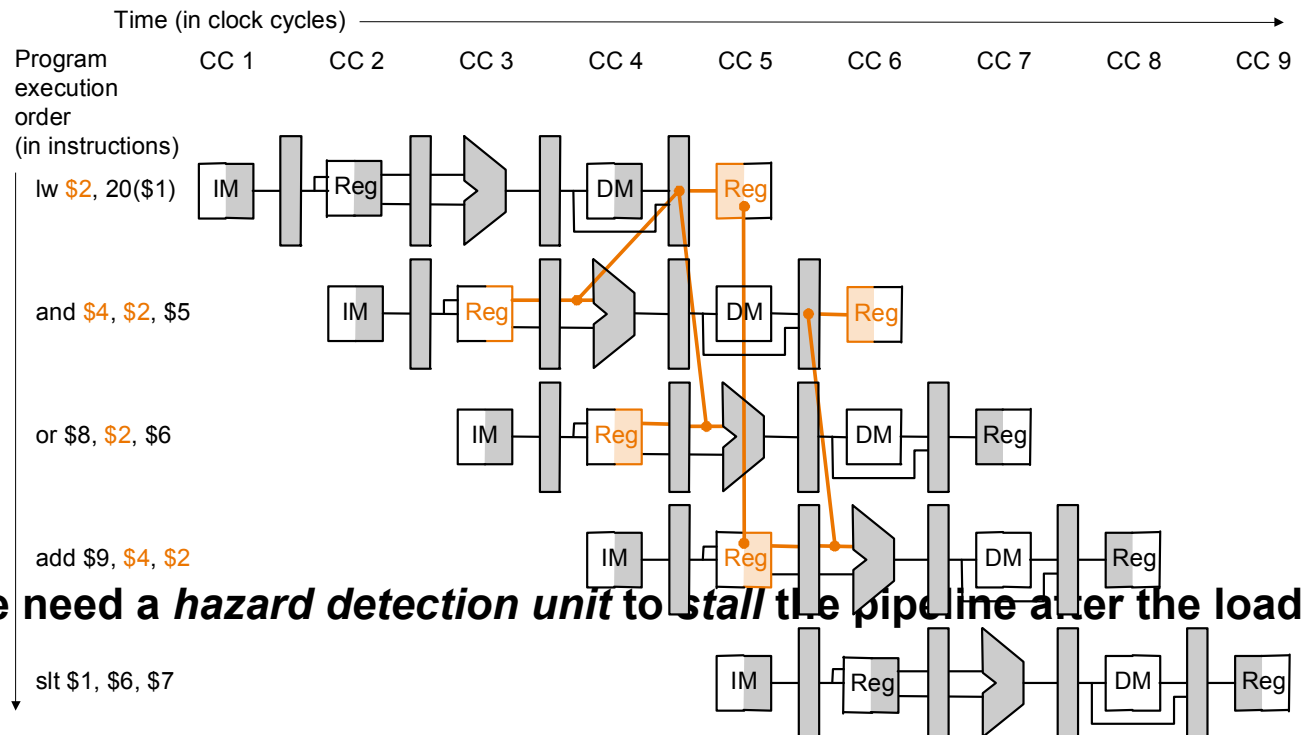 Time (in clock cycles)
Program
execution
order
(in instructions)
CC 1 CC 2 CC 3 CC 4 CC 5 CC 6 CC 7 CC 8 CC 9
lw $2, 20($1)
IM Reg DM Reg
and $4, $2, $5
IM Reg DM Reg
or $8, $2, $6
IM Reg DM Reg
add $9, $4, $2
IM Reg DM Reg
e need a hazard detection unit to stall the pipeline after the load
slt $1, $6, $7
IM Reg DM Reg